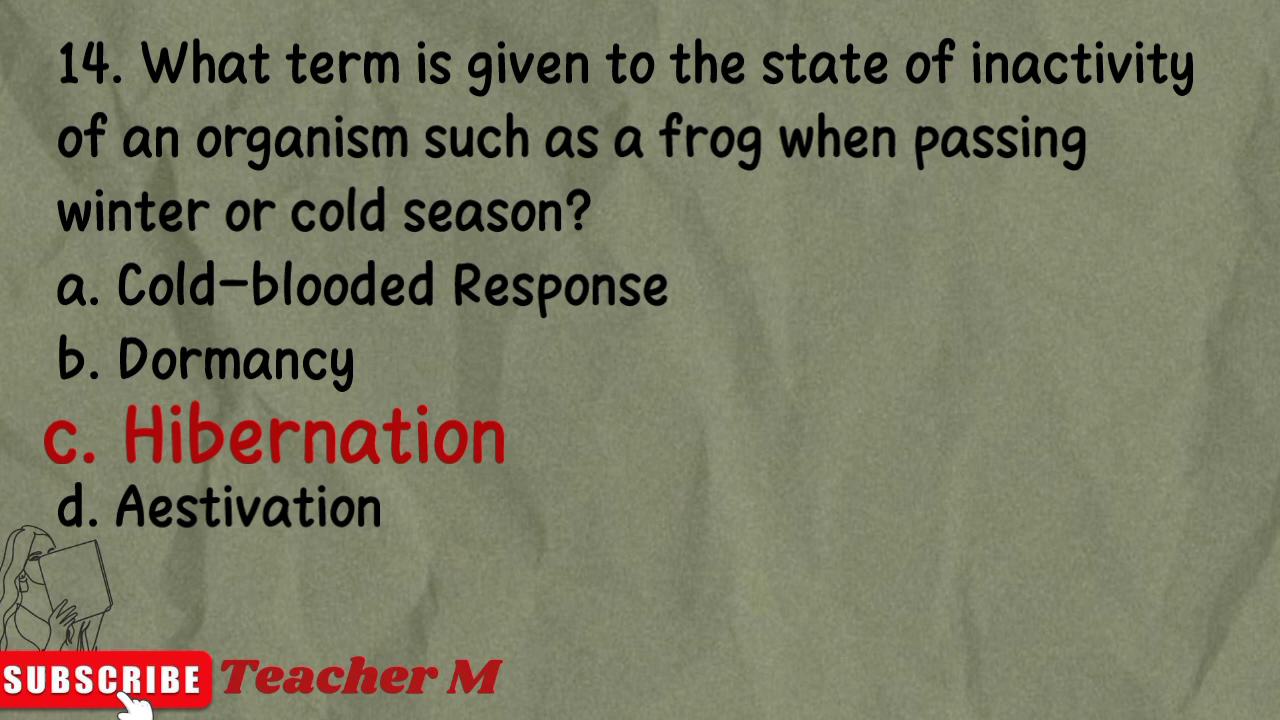 14. What term is given to the state of inactivity
of an organism such as a frog when passing
winter or cold season?
a. Cold-blooded Response
b. Dormancy
c. Hibernation
d. Aestivation
SUBSCRIBE Teacher M